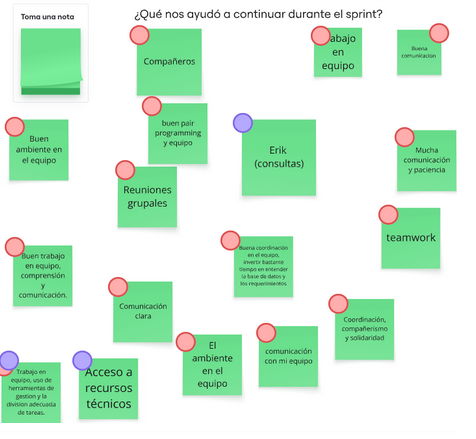 Toma una nota
¿Qué nos ayudó a continuar durante el sprint?
Compañeros
abajo
en
equipo
Buena
comunicacion
Buen
ambiente en
el equipo
buen pair
programming
y equipo
Erik
(consultas)
Mucha
comunicación
y paciencia
Reuniones
grupales
teamwork
Buen trabajo
en equipo,
comprensión
y
comunicación.
Buena coordinación
en el equipo,
invertir bastante
tiempo en entender
la base de datos y
los requerimientos
Comunicación
clara
Coordinación,
compañerismo
y solidaridad
El
ambiente
en el
equipo
comunicación
con mi equipo
Trabajo en
equipo, uso de
herramientas de
gestion y la
division adecuada
de tareas.
Acceso a
recursos
técnicos